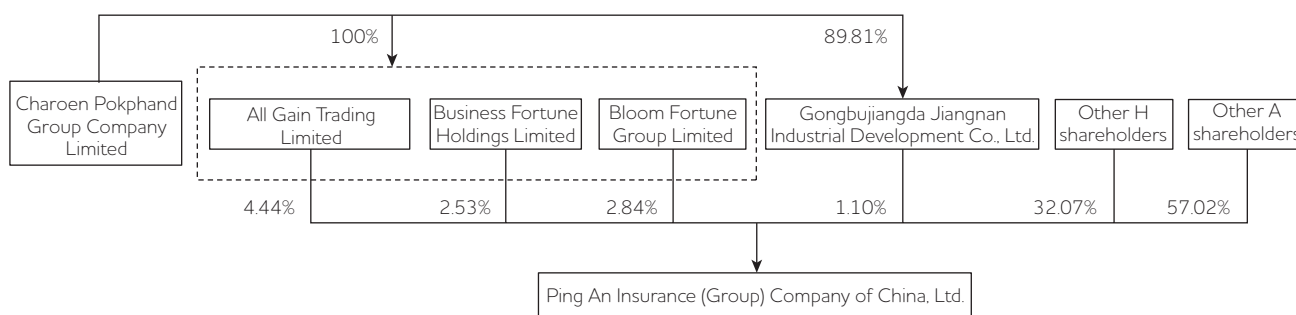 100%
89.81%
Charoen Pokphand
Group Company
Limited
All Gain Trading
Limited
Business Fortune
Holdings Limited
Bloom Fortune
Group Limited
Gongbujiangda Jiangnan
Industrial Development Co., Ltd.
Other H
shareholders
Other A
shareholders
4.44%
2.53%
2.84%
1.10%
32.07%
57.02%
Ping An Insurance (Group) Company of China, Ltd.